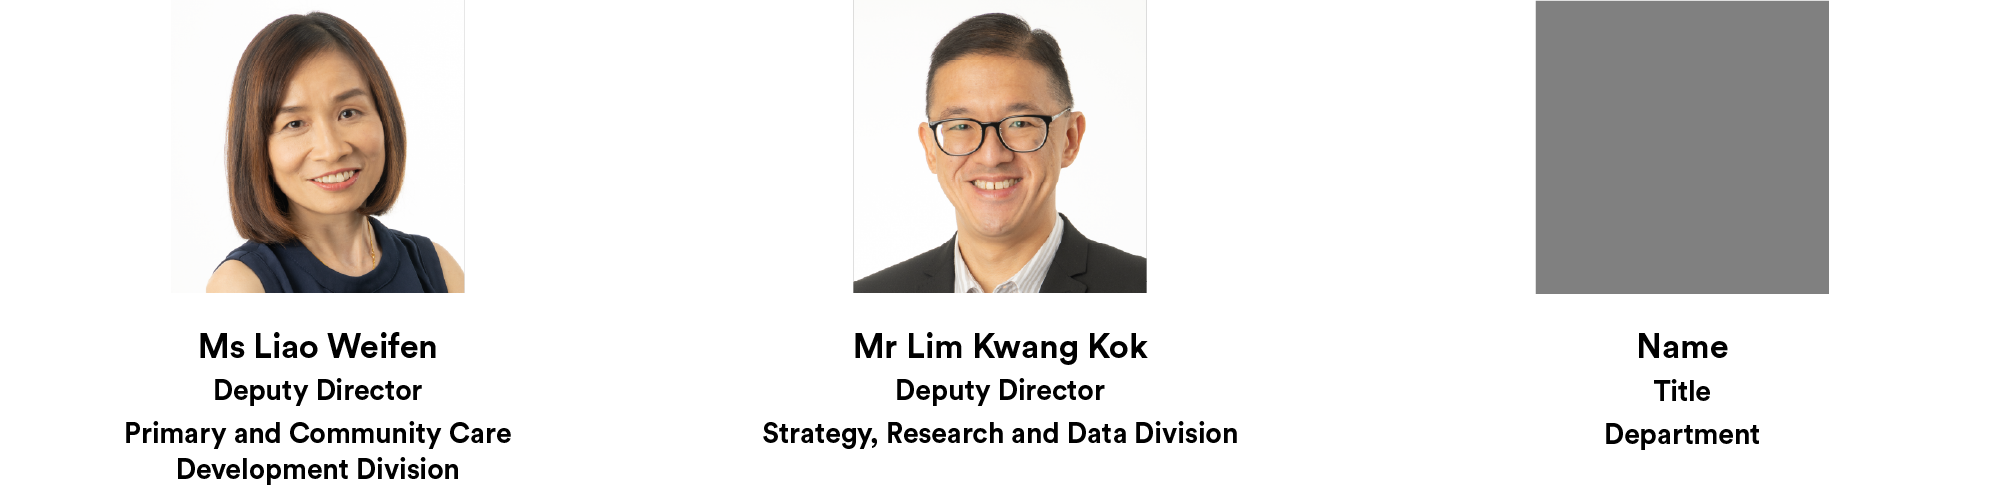 Ms Liao Weifen
Deputy Director
Primary and Community Care
Development Division
Mr Lim Kwang Kok
Deputy Director
Strategy, Research and Data Division
Name
Title
Department